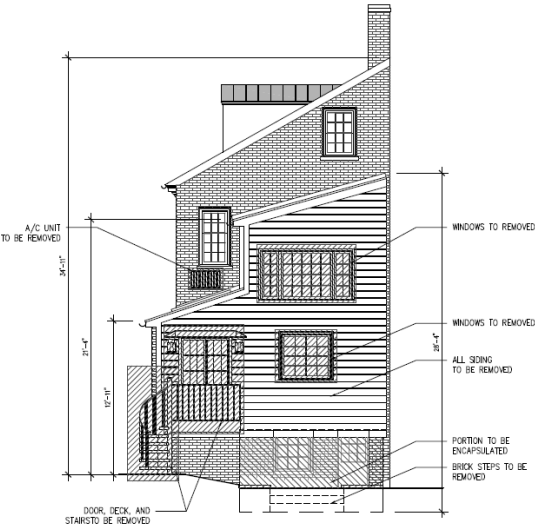 A/C UNIT
TO BE REMOVED
WINDOWS TO REMOVED
34'-11"
21'-4"
12'-11"
28'-4"
WINDOWS TO REMOVED
ALL SIDING
TO BE REMOVED
PORTION TO BE
ENCAPSULATED
BRICK STEPS TO BE
REMOVED
DOOR, DECK, AND
STAIRSTO BE REMOVED